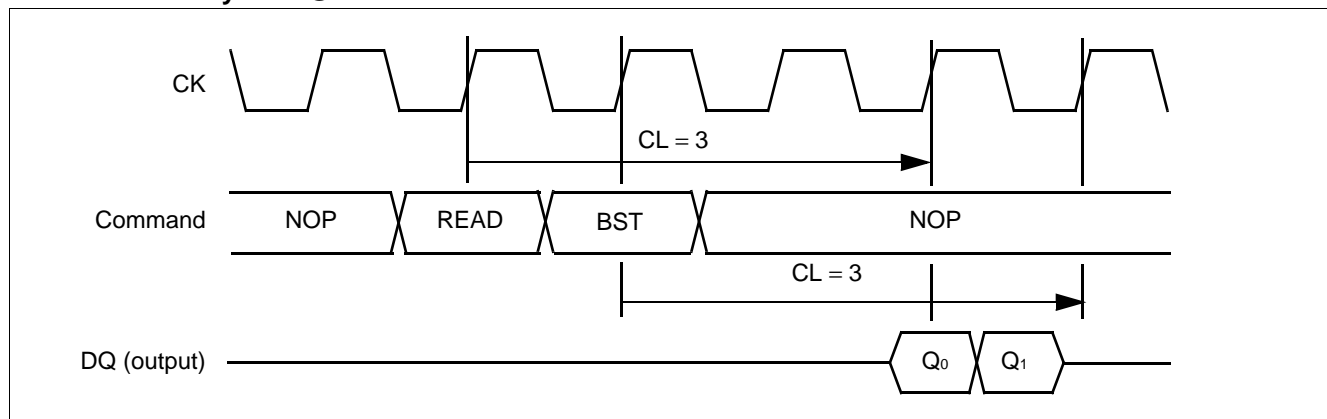 CK
CL = 3
Command NOP READ BST NOP
CL = 3
DQ (output) Q0 Q1